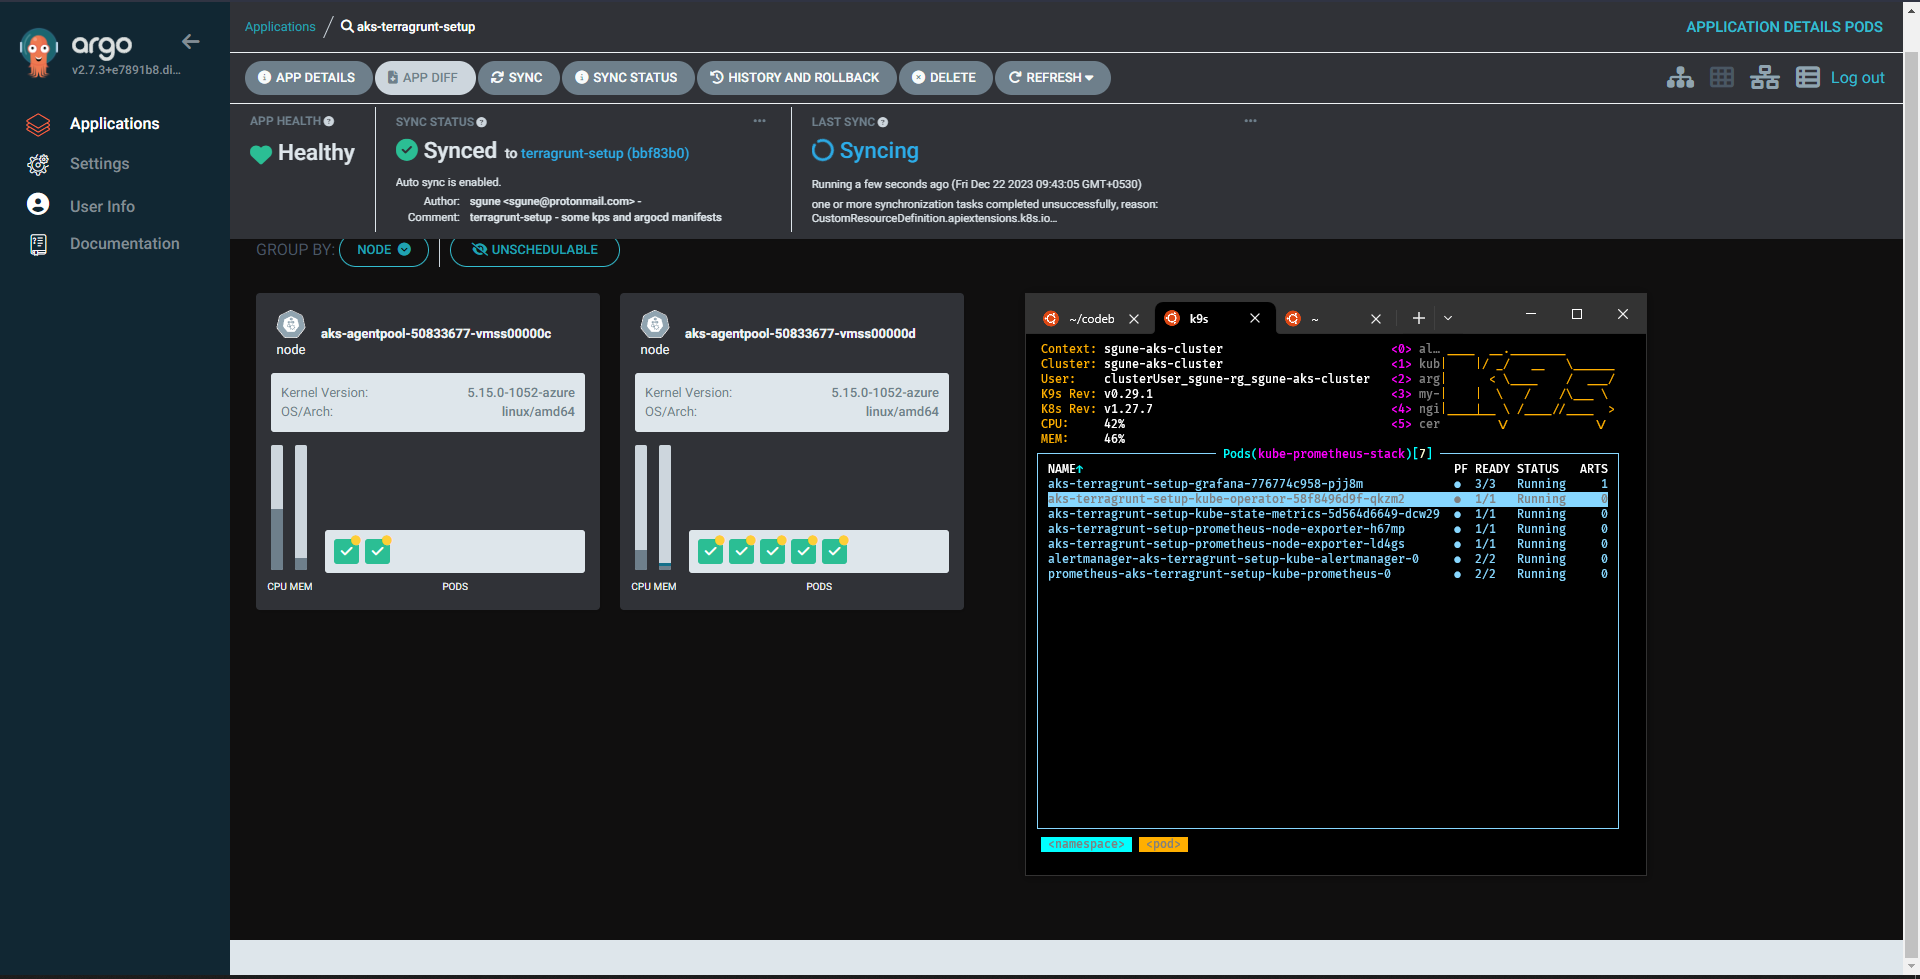 argo
v2.7.3+e7891b8.di...
Applications
Settings
User Info
Documentation
Applications / aks-terragrunt-setup
APPLICATION DETAILS PODS
APP DETAILS
APP DIFF
SYNC
SYNC STATUS
HISTORY AND ROLLBACK
DELETE
REFRESH
Log out
APP HEALTH
Healthy
SYNC STATUS
Synced to terragrunt-setup (bbf83b0)
Auto sync is enabled.
Author: sgune <sgune@protonmail.com> -
Comment: terragrunt-setup - some kps and argocd manifests
LAST SYNC
Syncing
Running a few seconds ago (Fri Dec 22 2023 09:43:05 GMT+0530)
one or more synchronization tasks completed unsuccessfully, reason:
CustomResourceDefinition.apiextensions.k8s.io...
GROUP BY: NODE
UNSCHEDULABLE
node
aks-agentpool-50833677-vmss00000c
Kernel Version: 5.15.0-1052-azure
OS/Arch: linux/amd64
CPU MEM PODS
node
aks-agentpool-50833677-vmss00000d
Kernel Version: 5.15.0-1052-azure
OS/Arch: linux/amd64
CPU MEM PODS
~/codeb
k9s
~
Context: sgune-aks-cluster <0> al…
Cluster: sgune-aks-cluster <1> kub
User: clusterUser_sgune-rg_sgune-aks-cluster <2> arg
K9s Rev: v0.29.1 <3> my-
K8s Rev: v1.27.7 <4> ngi
CPU: 42% <5> cer
MEM: 46%
K9s
Pods(kube-prometheus-stack)[7]
NAME↑ PF READY STATUS ARTS
aks-terragrunt-setup-grafana-776774c958-pjj8m ● 3/3 Running 1
aks-terragrunt-setup-kube-operator-58f8496d9f-qkzm2 ● 1/1 Running 0
aks-terragrunt-setup-kube-state-metrics-5d564d6649-dcw29 ● 1/1 Running 0
aks-terragrunt-setup-prometheus-node-exporter-h67mp ● 1/1 Running 0
aks-terragrunt-setup-prometheus-node-exporter-ld4gs ● 1/1 Running 0
alertmanager-aks-terragrunt-setup-kube-alertmanager-0 ● 2/2 Running 0
prometheus-aks-terragrunt-setup-kube-prometheus-0 ● 2/2 Running 0
<namespace> <pod>